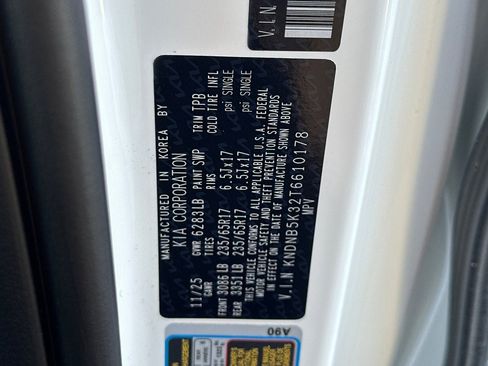 V.I.N.
MANUFACTURED IN KOREA BY
KIA CORPORATION
11/25 GVWR 6283LB PAINT SWP TRIM TPB
GAWR TIRES RIMS COLD TIRE INFL
FRONT 3086LB 235/65R17 6.5Jx17 psi SINGLE
REAR 3351LB 235/65R17 6.5Jx17 psi SINGLE
THIS VEHICLE CONFORMS TO ALL APPLICABLE U.S.A. FEDERAL
MOTOR VEHICLE SAFETY AND THEFT PREVENTION STANDARDS
IN EFFECT ON THE DATE OF MANUFACTURE SHOWN ABOVE
V.I.N KNDNB5K32T6610178
MPV
A90